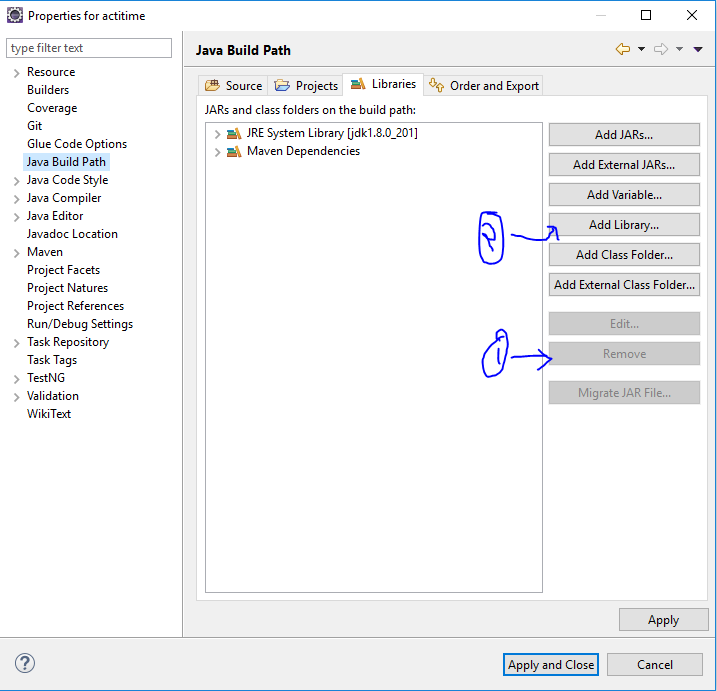 Properties for actitime
type filter text
Resource
Builders
Coverage
Git
Glue Code Options
Java Build Path
Java Code Style
Java Compiler
Java Editor
Javadoc Location
Maven
Project Facets
Project Natures
Project References
Run/Debug Settings
Task Repository
Task Tags
TestNG
Validation
WikiText
Java Build Path
Source Projects Libraries Order and Export
JARs and class folders on the build path:
JRE System Library [jdk1.8.0_201]
Maven Dependencies
Add JARs...
Add External JARs...
Add Variable...
Add Library...
2
Add Class Folder...
Add External Class Folder...
Edit...
1
Remove
Migrate JAR File...
Apply
?
Apply and Close
Cancel